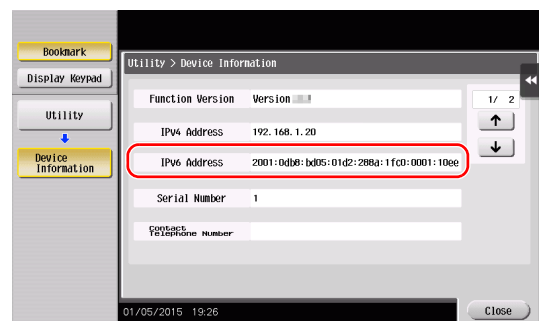 Bookmark
Display Keypad
Utility
Device
Information
Utility > Device Information
Function Version Version
1/ 2
IPv4 Address 192.168.1.20
IPv6 Address 2001:0db8:bd05:01d2:288a:1fc0:0001:10ee
Serial Number 1
Contact
Telephone Number
01/05/2015 19:26
Close